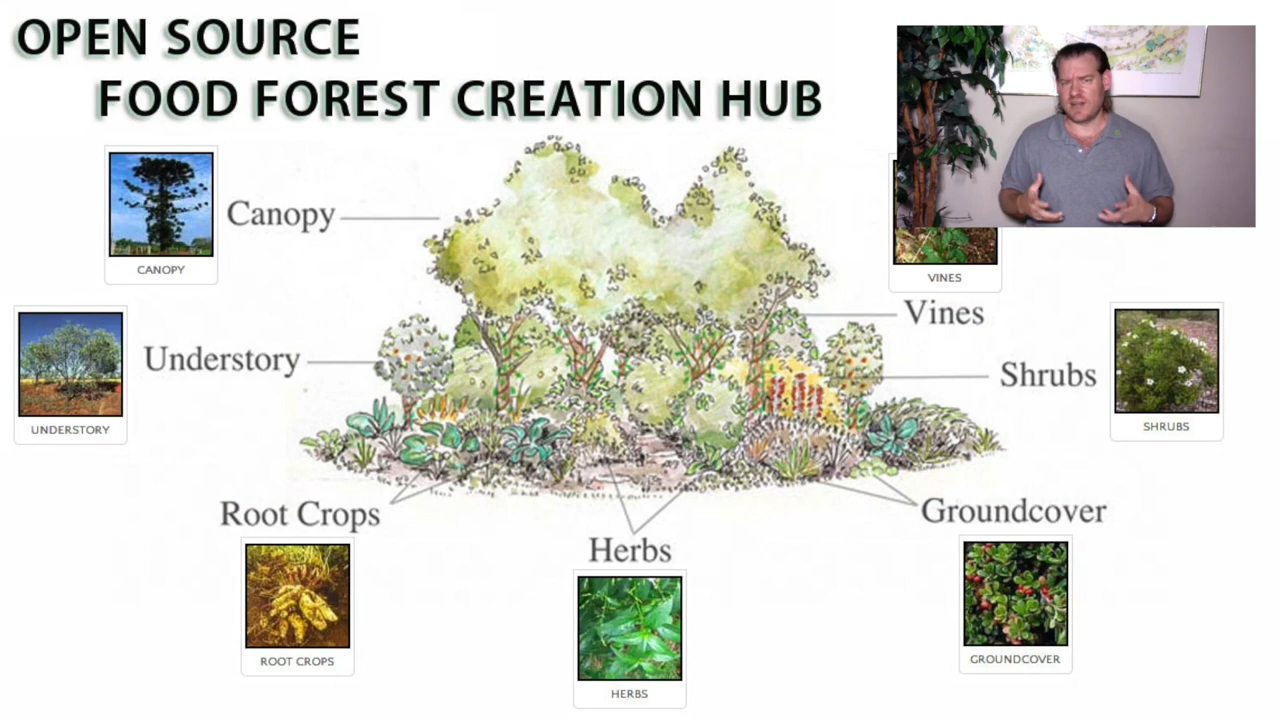 OPEN SOURCE
FOOD FOREST CREATION HUB
Canopy
CANOPY
VINES
Vines
Understory
UNDERSTORY
Shrubs
SHRUBS
Root Crops
ROOT CROPS
Herbs
HERBS
Groundcover
GROUNDCOVER